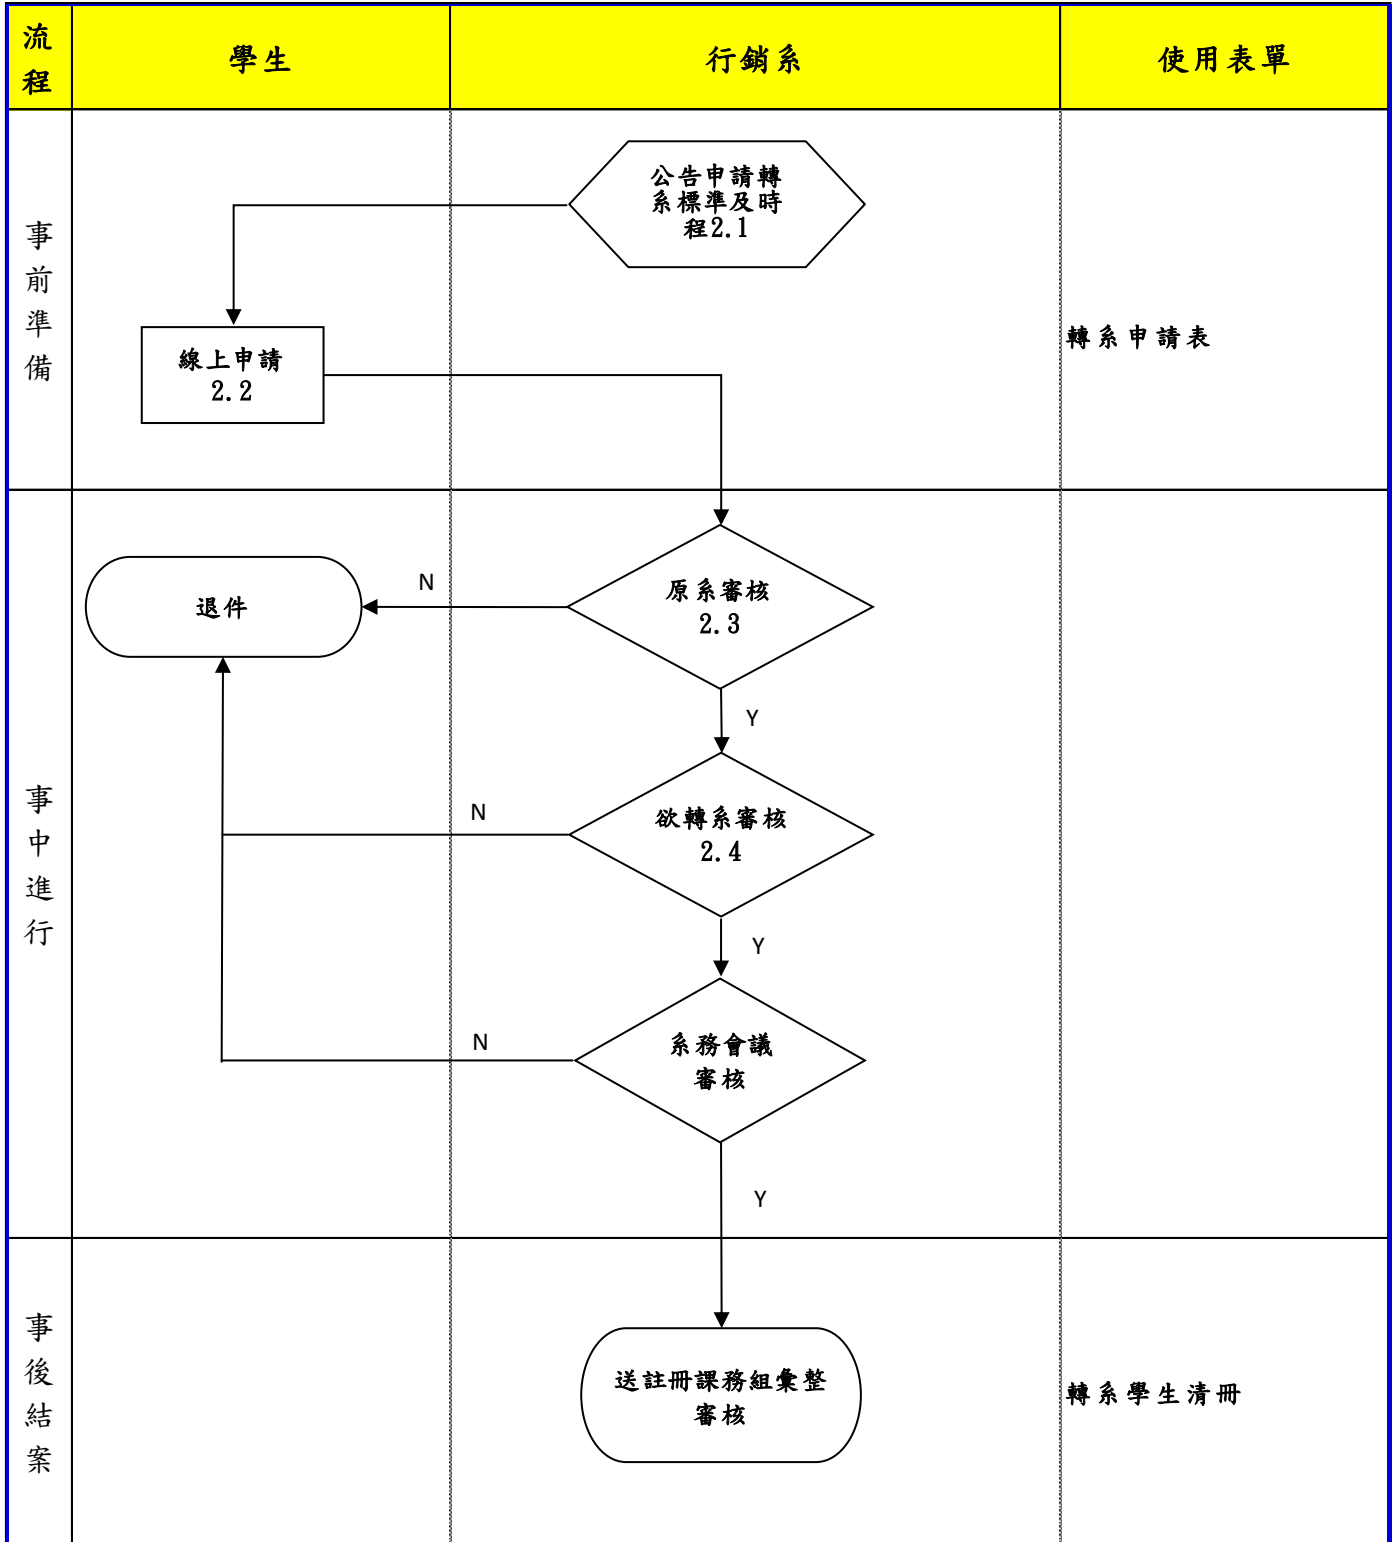 流程
學生
行銷系
使用表單
事前準備
公告申請轉
系標準及時
程2.1
線上申請
2.2
轉系申請表
事中進行
退件
N
原系審核
2.3
Y
N
欲轉系審核
2.4
Y
N
系務會議
審核
Y
事後結案
送註冊課務組彙整
審核
轉系學生清冊